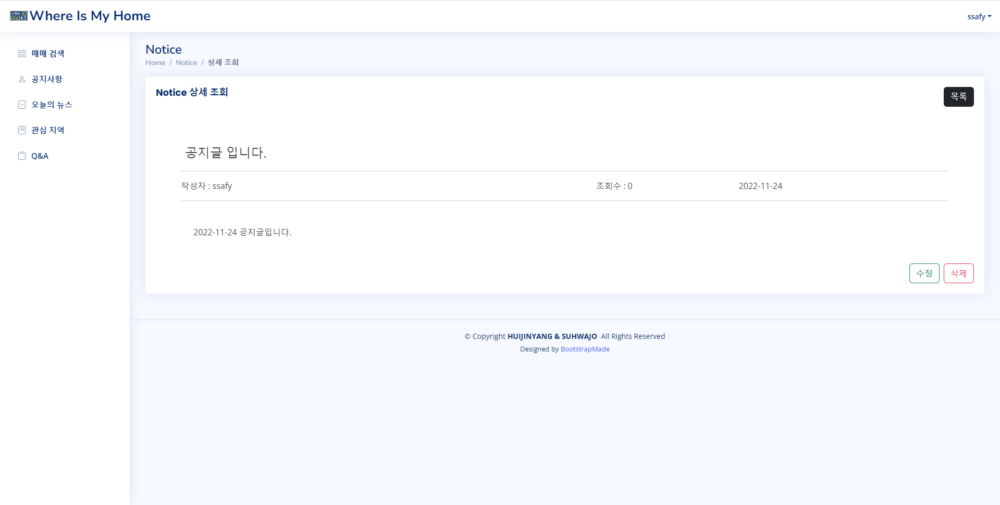 Where Is My Home
ssafy
매매 검색
공지사항
오늘의 뉴스
관심 지역
Q&A
Notice
Home / Notice / 상세 조회
Notice 상세 조회
목록
공지글 입니다.
작성자 : ssafy
조회수 : 0
2022-11-24
2022-11-24 공지글입니다.
수정
삭제
© Copyright HUIJINYANG & SUHWAJO All Rights Reserved
Designed by BootstrapMade